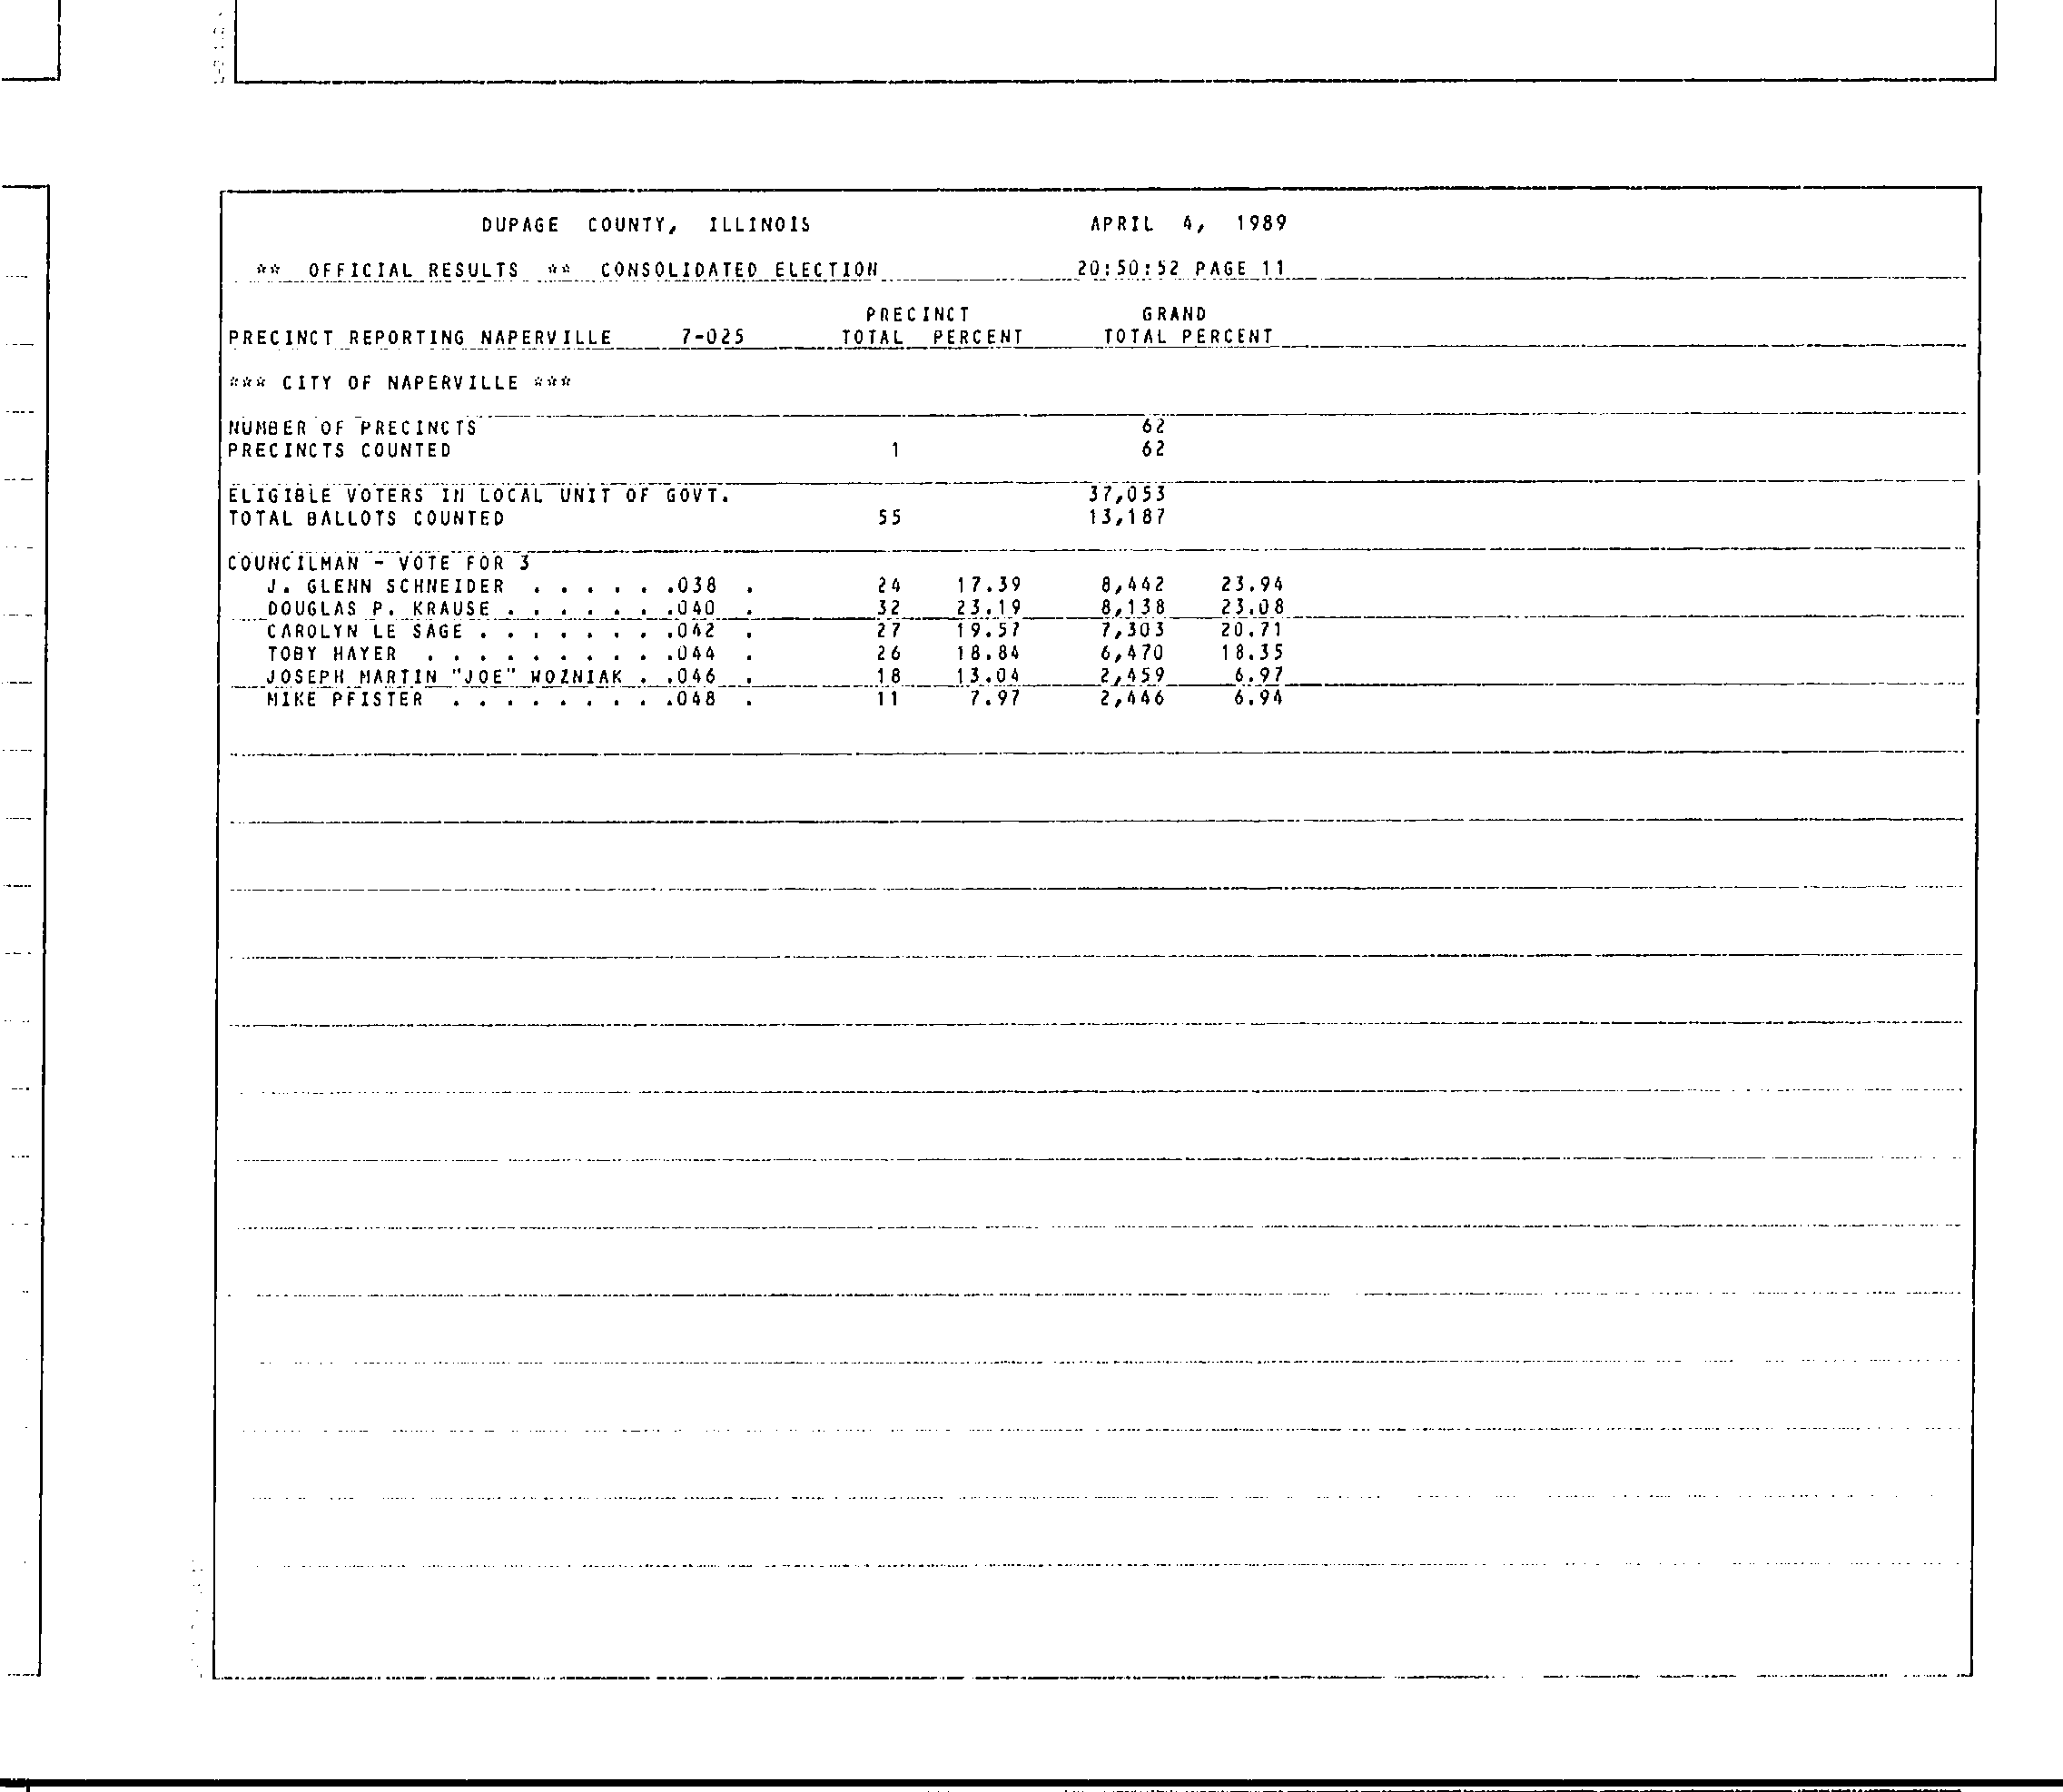 DUPAGE COUNTY, ILLINOIS APRIL 4, 1989
** OFFICIAL RESULTS ** CONSOLIDATED ELECTION 20:50:52 PAGE 11
PRECINCT GRAND
PRECINCT REPORTING NAPERVILLE 7-025 TOTAL PERCENT TOTAL PERCENT
*** CITY OF NAPERVILLE ***
NUMBER OF PRECINCTS 62
PRECINCTS COUNTED 1 62
ELIGIBLE VOTERS IN LOCAL UNIT OF GOVT. 37,053
TOTAL BALLOTS COUNTED 55 13,187
COUNCILMAN - VOTE FOR 3
J. GLENN SCHNEIDER . . . . . .038 . 24 17.39 8,442 23.94
DOUGLAS P. KRAUSE . . . . . . .040 . 32 23.19 8,138 23.08
CAROLYN LE SAGE . . . . . . . .042 . 27 19.57 7,303 20.71
TOBY HAYER . . . . . . . . . .044 . 26 18.84 6,470 18.35
JOSEPH MARTIN "JOE" WOZNIAK . .046 . 18 13.04 2,459 6.97
MIKE PFISTER . . . . . . . . .048 . 11 7.97 2,446 6.94